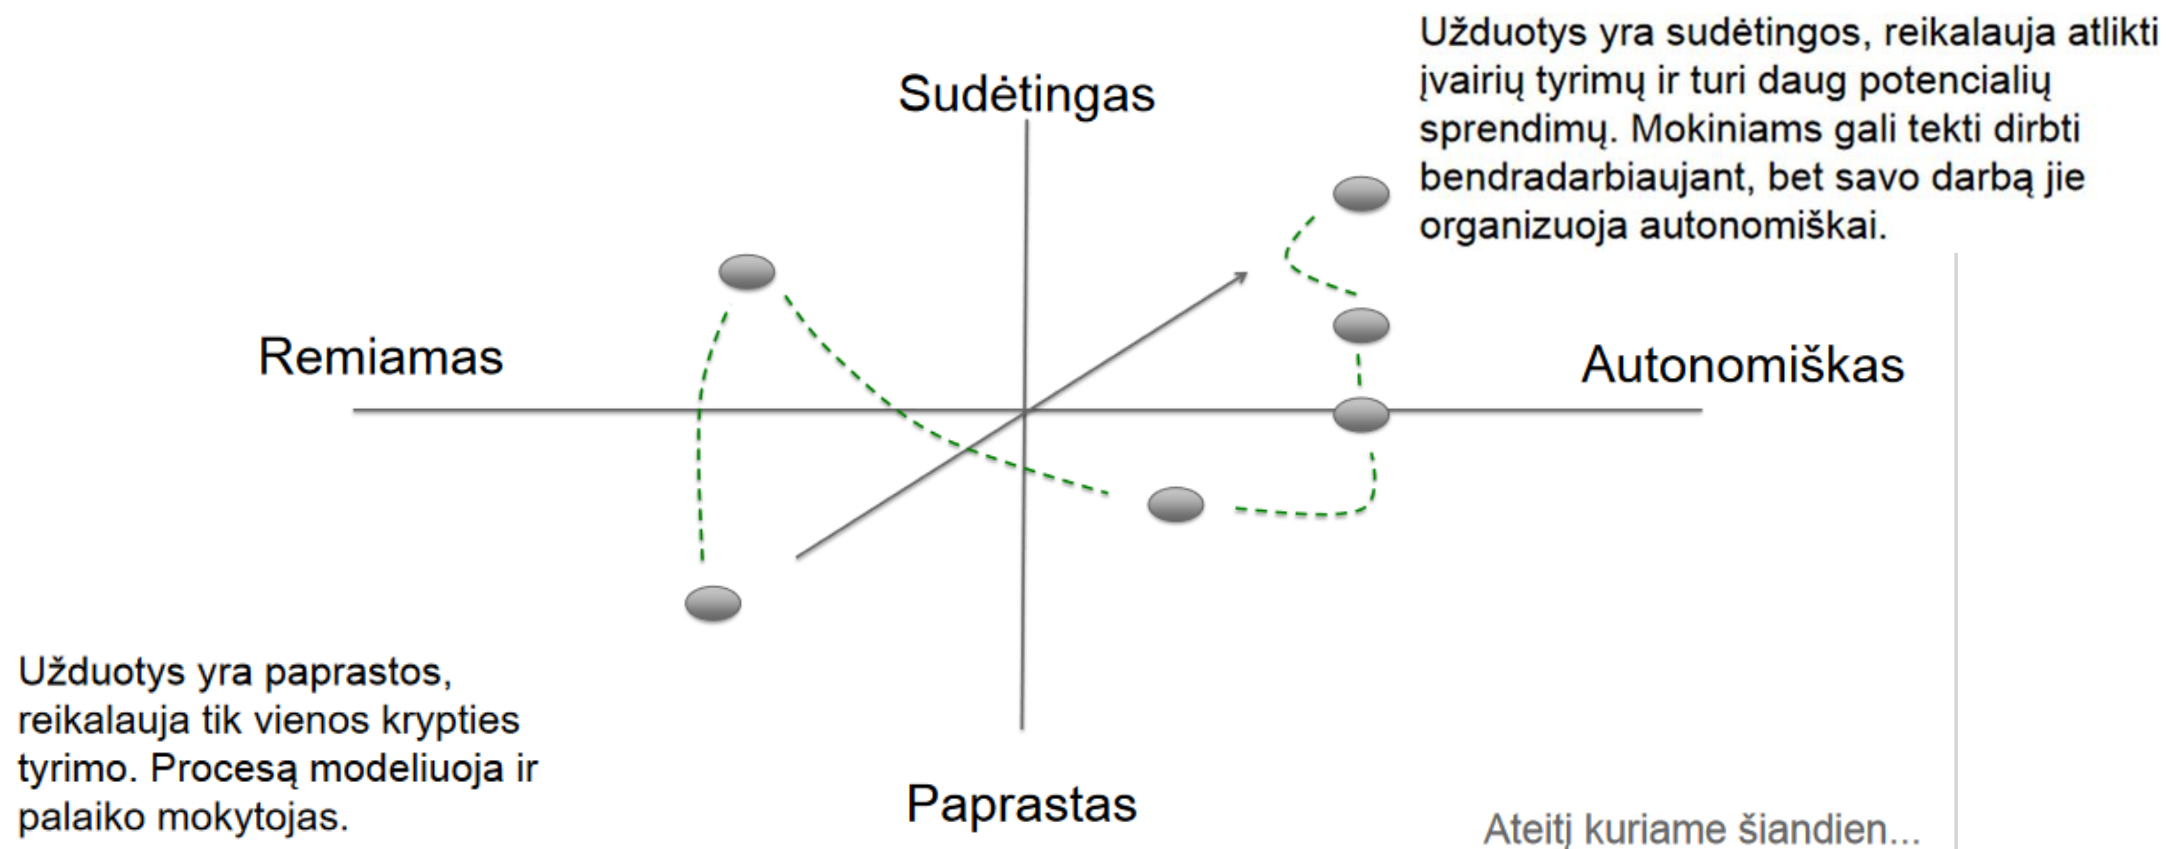 Užduotys yra sudėtingos, reikalauja atlikti
įvairių tyrimų ir turi daug potencialių
sprendimų. Mokiniams gali tekti dirbti
bendradarbiaujant, bet savo darbą jie
organizuoja autonomiškai.
Sudėtingas
Remiamas
Autonomiškas
Užduotys yra paprastos,
reikalauja tik vienos krypties
tyrimo. Procesą modeliuoja ir
palaiko mokytojas.
Paprastas
Ateitį kuriame šiandien...